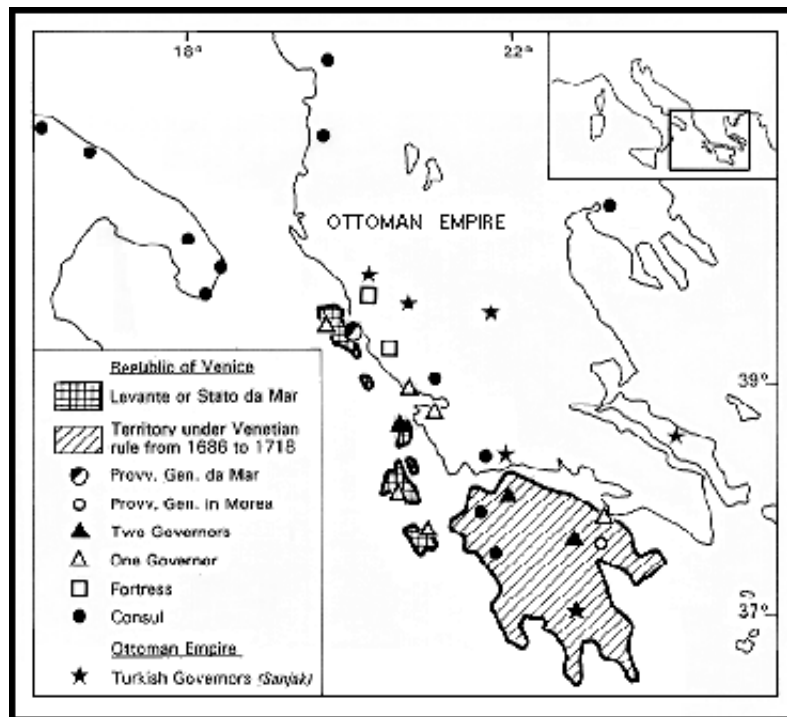 18°
22°
OTTOMAN EMPIRE
39°
37°
Republic of Venice
Levante or Stato da Mar
Territory under Venetian
rule from 1686 to 1718
Provv. Gen. da Mar
Provv. Gen. in Morea
Two Governors
One Governor
Fortress
Consul
Ottoman Empire
Turkish Governors (Sanjak)